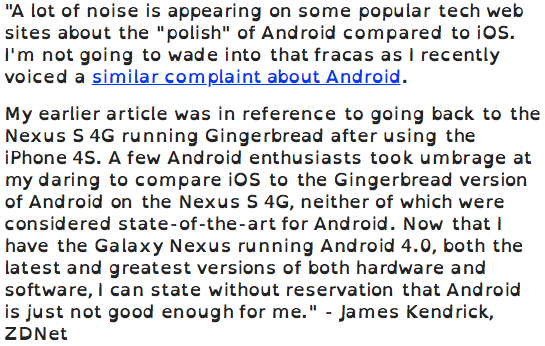 "A lot of noise is appearing on some popular tech web
sites about the "polish" of Android compared to iOS.
I'm not going to wade into that fracas as I recently
voiced a similar complaint about Android.
My earlier article was in reference to going back to the
Nexus S 4G running Gingerbread after using the
iPhone 4S. A few Android enthusiasts took umbrage at
my daring to compare iOS to the Gingerbread version
of Android on the Nexus S 4G, neither of which were
considered state-of-the-art for Android. Now that I
have the Galaxy Nexus running Android 4.0, both the
latest and greatest versions of both hardware and
software, I can state without reservation that Android
is just not good enough for me." - James Kendrick,
ZDNet